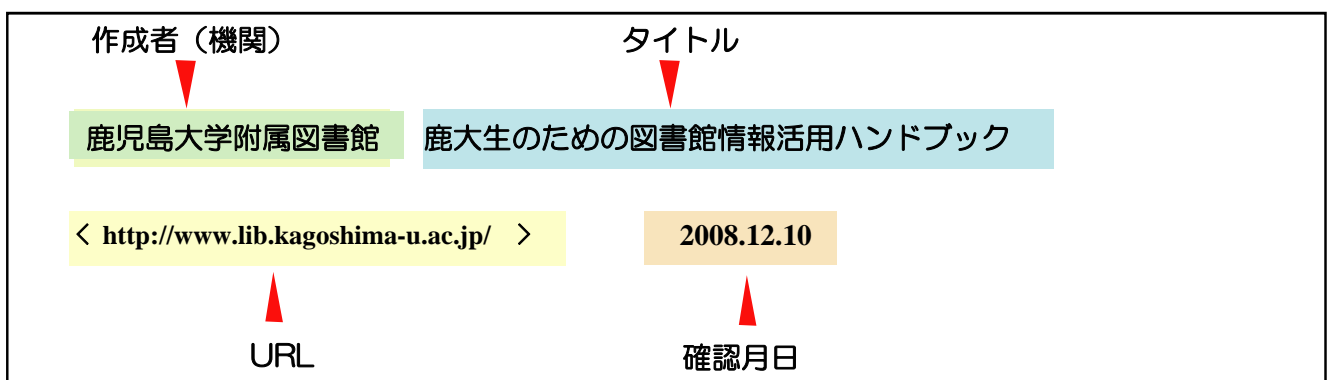 作成者（機関） タイトル
鹿児島大学附属図書館 鹿大生のための図書館情報活用ハンドブック
< http://www.lib.kagoshima-u.ac.jp/ > 2008.12.10
URL 確認月日